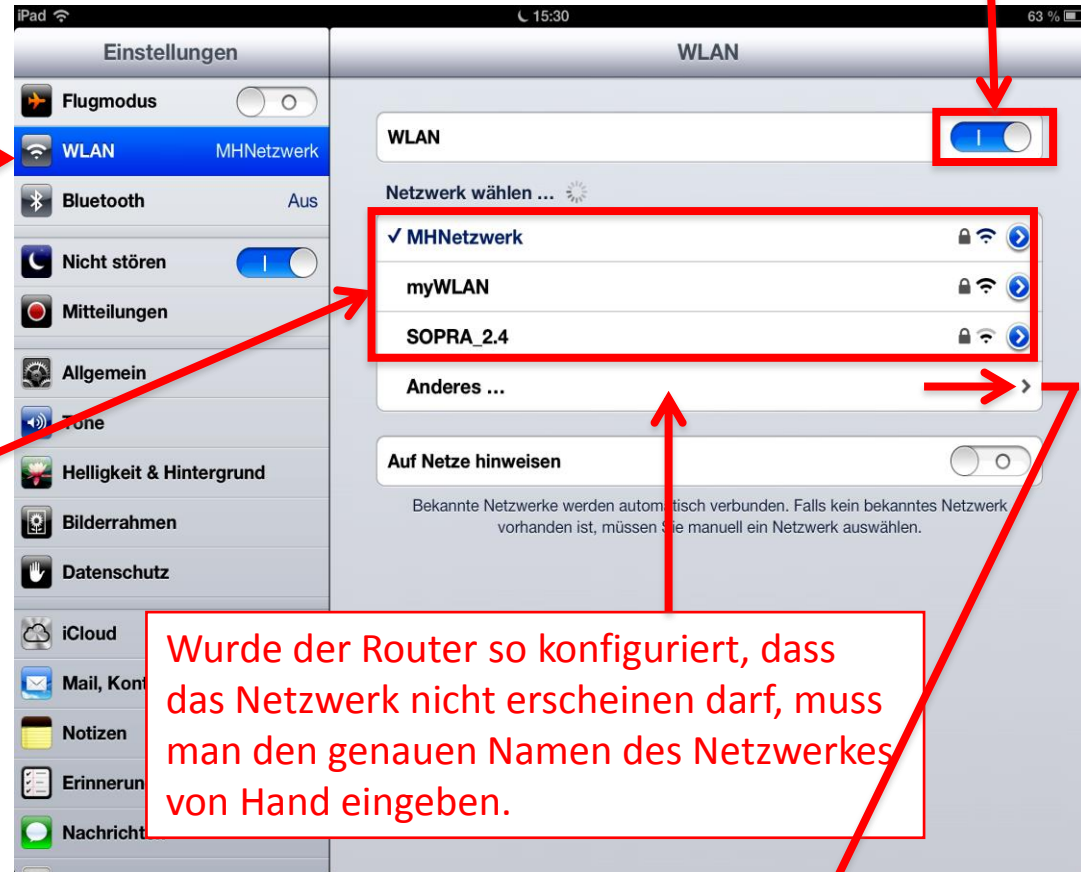 iPad 15:30 63 %
Einstellungen WLAN
Flugmodus
WLAN MHNetzwerk
Bluetooth Aus
Nicht stören
Mitteilungen
Allgemein
Töne
Helligkeit & Hintergrund
Bilderrahmen
Datenschutz
iCloud
Mail,
Notizen
WLAN
Netzwerk wählen ...
✓ MHNetzwerk
myWLAN
SOPRA_2.4
Anderes ...
Auf Netze hinweisen
Bekannte Netzwerke werden automatisch verbunden. Falls kein bekanntes Netzwerk
vorhanden ist, müssen Sie manuell ein Netzwerk auswählen.
Wurde der Router so konfiguriert, dass
das Netzwerk nicht erscheinen darf, muss
man den genauen Namen des Netzwerkes
von Hand eingeben.